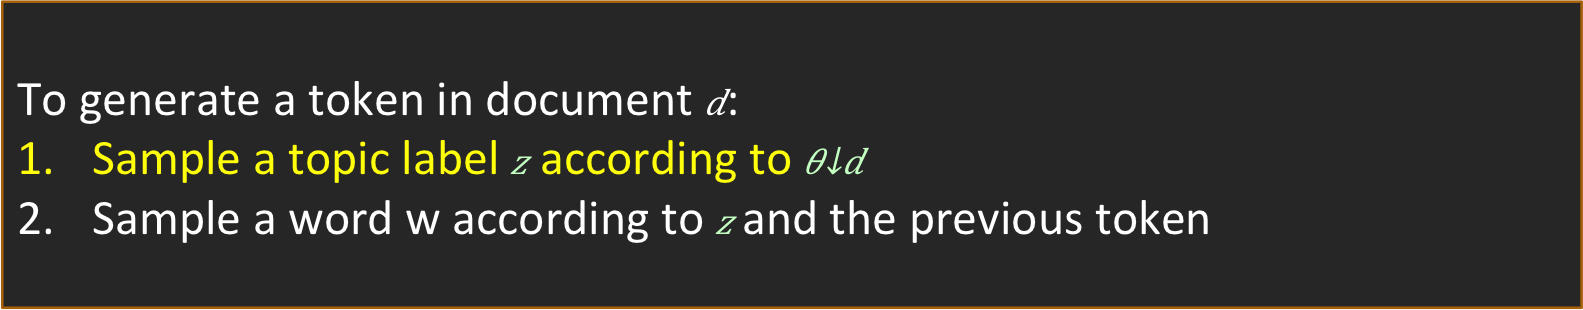 To generate a token in document 𝑑:
1. Sample a topic label 𝑧 according to 𝜃↓𝑑
2. Sample a word w according to 𝑧 and the previous token